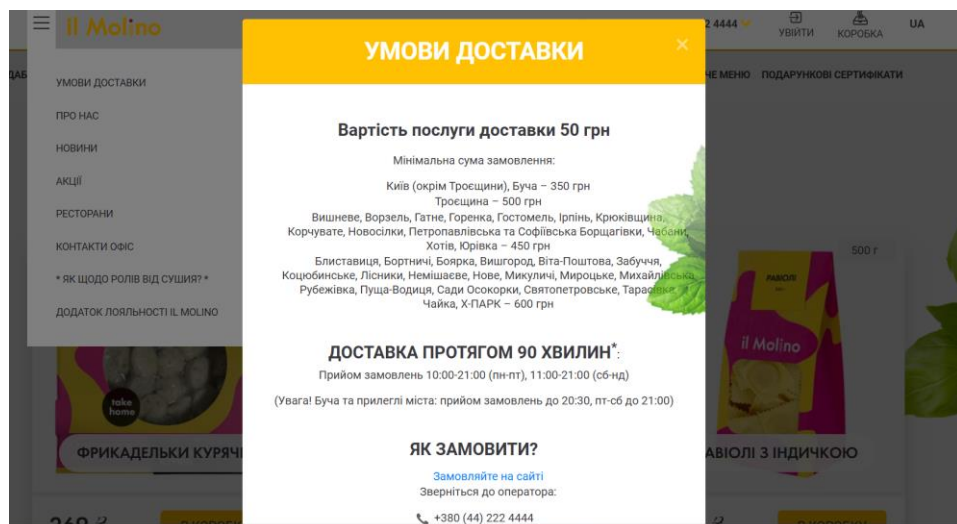 il Molino
2 4444
УВІЙТИ
КОРОБКА
UA
УМОВИ ДОСТАВКИ
×
УМОВИ ДОСТАВКИ
ПРО НАС
НОВИНИ
АКЦІЇ
РЕСТОРАНИ
КОНТАКТИ ОФІС
* ЯК ЩОДО РОЛІВ ВІД СУШИЯ? *
ДОДАТОК ЛОЯЛЬНОСТІ IL MOLINO
МЕНЮ ПОДАРУНКОВІ СЕРТИФІКАТИ
Вартість послуги доставки 50 грн
Мінімальна сума замовлення:
Київ (окрім Троєщини), Буча – 350 грн
Троєщина – 500 грн
Вишневе, Ворзель, Гатне, Горенка, Гостомель, Ірпінь, Крюківщина,
Корчувате, Новосілки, Петропавлівська та Софіївська Борщагівки, Чабани,
Хотів, Юрівка – 450 грн
Блиставиця, Бортничі, Боярка, Вишгород, Віта-Поштова, Забуччя,
Коцюбинське, Лісники, Немішаєве, Нове, Микуличі, Мироцьке, Михайлівська
Рубежівка, Пуща-Водиця, Сади Осокорки, Святопетровське,
Чайка, Х-ПАРК – 600 грн
ДОСТАВКА ПРОТЯГОМ 90 ХВИЛИН*:
Прийом замовлень 10:00-21:00 (пн-пт), 11:00-21:00 (сб-нд)
(Увага! Буча та прилеглі міста: прийом замовлень до 20:30, пт-сб до 21:00)
ЯК ЗАМОВИТИ?
Замовляйте на сайті
Зверніться до оператора:
+380 (44) 222 4444
take
home
ФРИКАДЕЛЬКИ КУРЯЧІ
500 г
РАВІОЛІ
il Molino
АВІОЛІ З ІНДИЧКОЮ